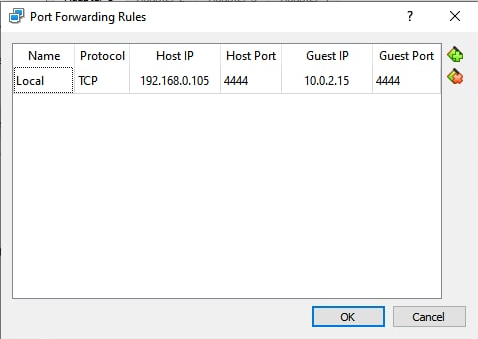 Port Forwarding Rules
Name Protocol Host IP Host Port Guest IP Guest Port
Local TCP 192.168.0.105 4444 10.0.2.15 4444
OK Cancel